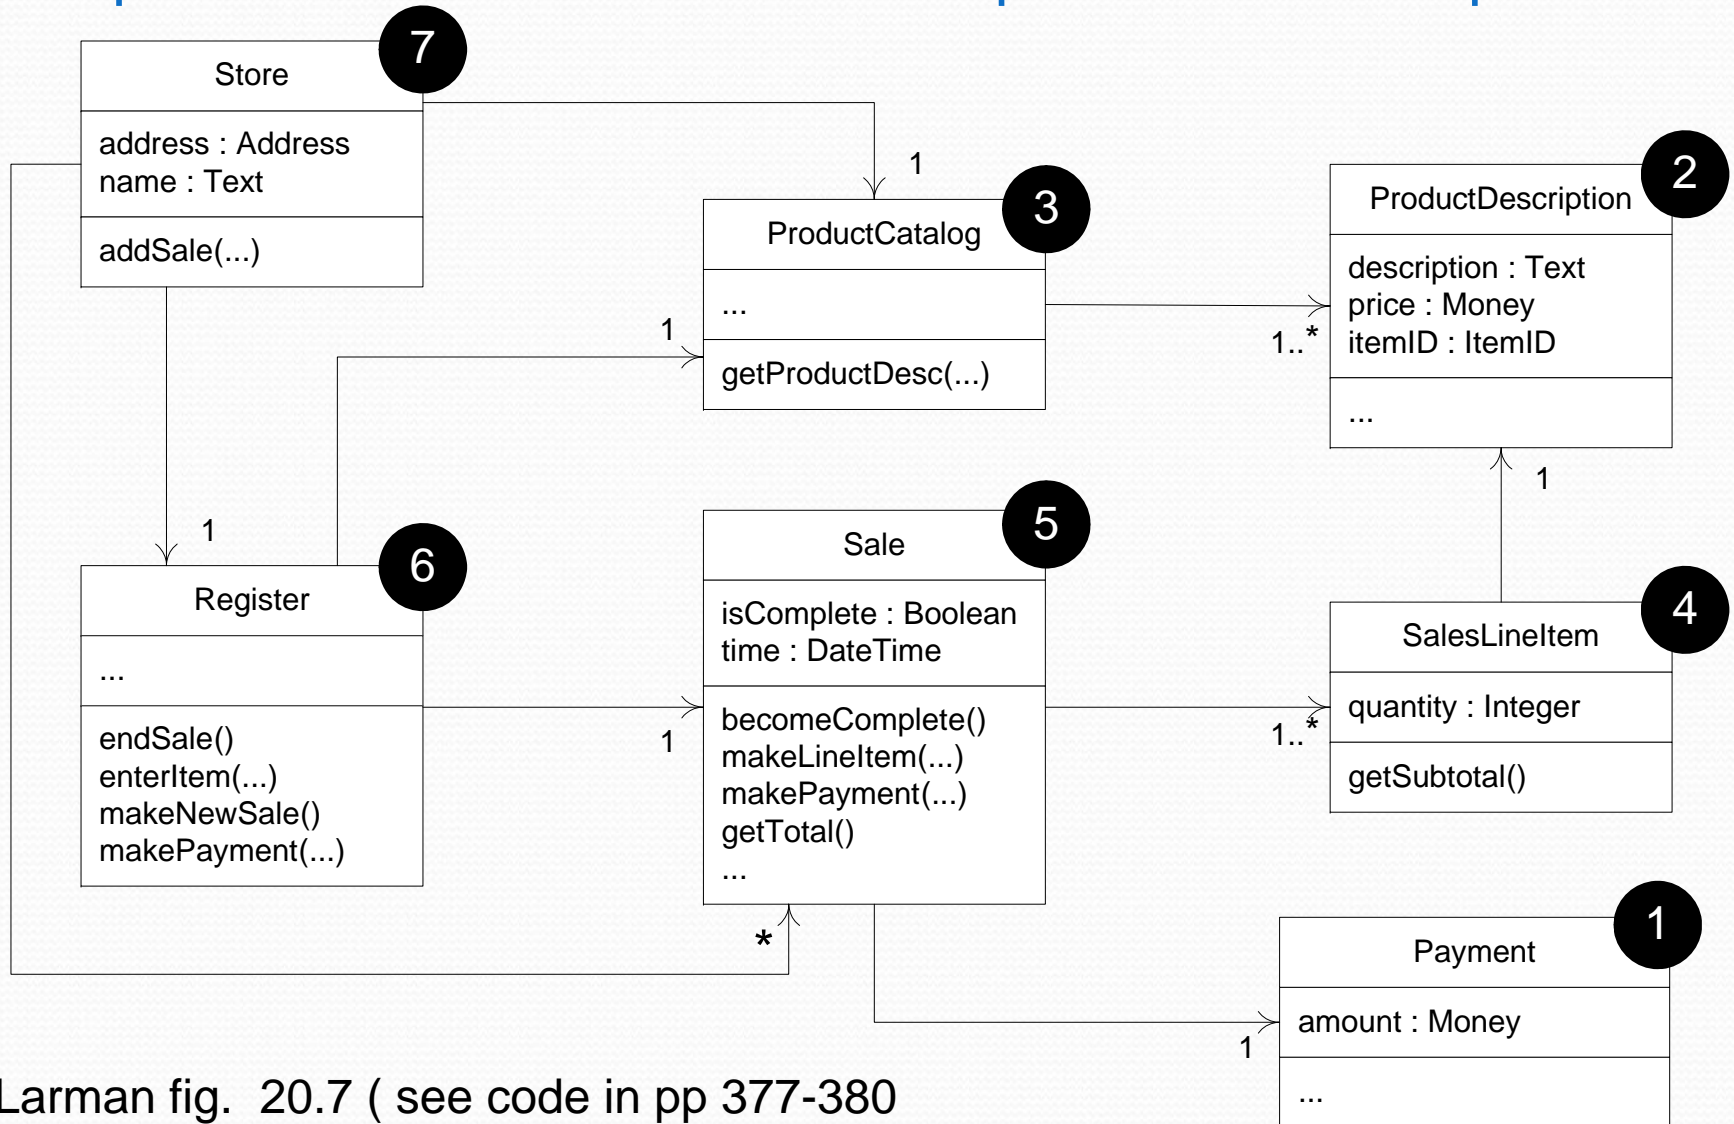 7
Store
address : Address
name : Text
addSale(...)
1
3
ProductCatalog
...
getProductDesc(...)
1
2
ProductDescription
description : Text
price : Money
itemID : ItemID
...
1..*
1
1
6
Register
...
endSale()
enterItem(...)
makeNewSale()
makePayment(...)
5
Sale
isComplete : Boolean
time : DateTime
becomeComplete()
makeLineItem(...)
makePayment(...)
getTotal()
...
1
*
4
SalesLineItem
quantity : Integer
getSubtotal()
1..*
1
Payment
amount : Money
...
1
Larman fig. 20.7 ( see code in pp 377-380